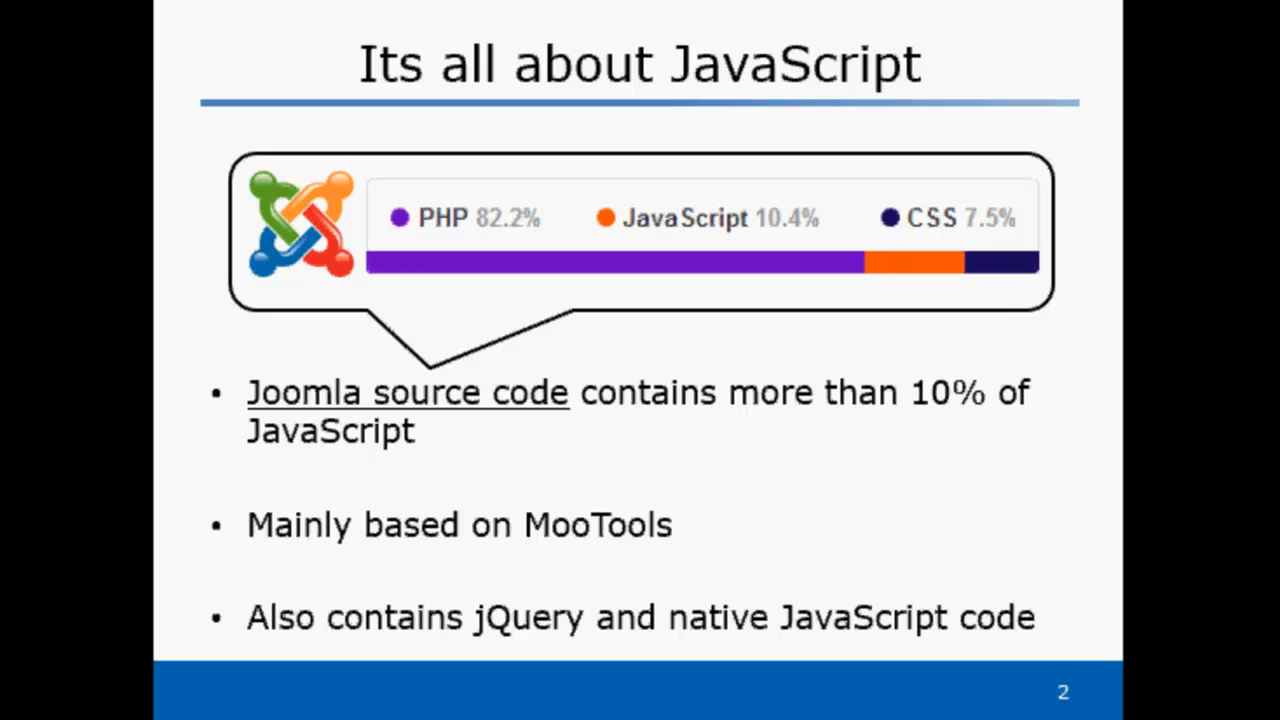 Its all about JavaScript
PHP 82.2% JavaScript 10.4% CSS 7.5%
• Joomla source code contains more than 10% of
JavaScript
• Mainly based on MooTools
• Also contains jQuery and native JavaScript code
2